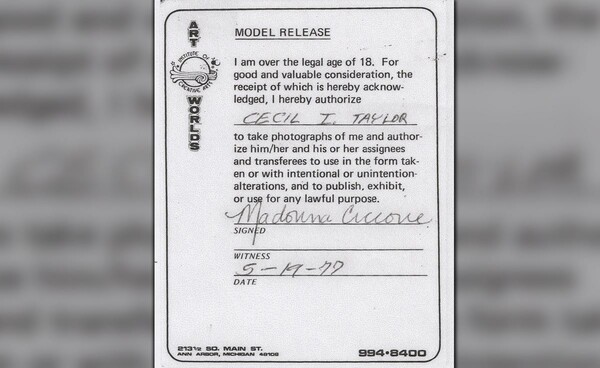 ART
INSTITUTE OF
CREATIVE ARTS
WORLDS
MODEL RELEASE
I am over the legal age of 18. For
good and valuable consideration, the
receipt of which is hereby acknow-
ledged, I hereby authorize
CECIL I. TAYLOR
to take photographs of me and author-
ize him/her and his or her assignees
and transferees to use in the form tak-
en or with intentional or unintention-
alterations, and to publish, exhibit,
or use for any lawful purpose.
Madonna Ciccone
SIGNED
WITNESS
5-19-77
DATE
213½ SO. MAIN ST.
ANN ARBOR, MICHIGAN 48108
994•8400